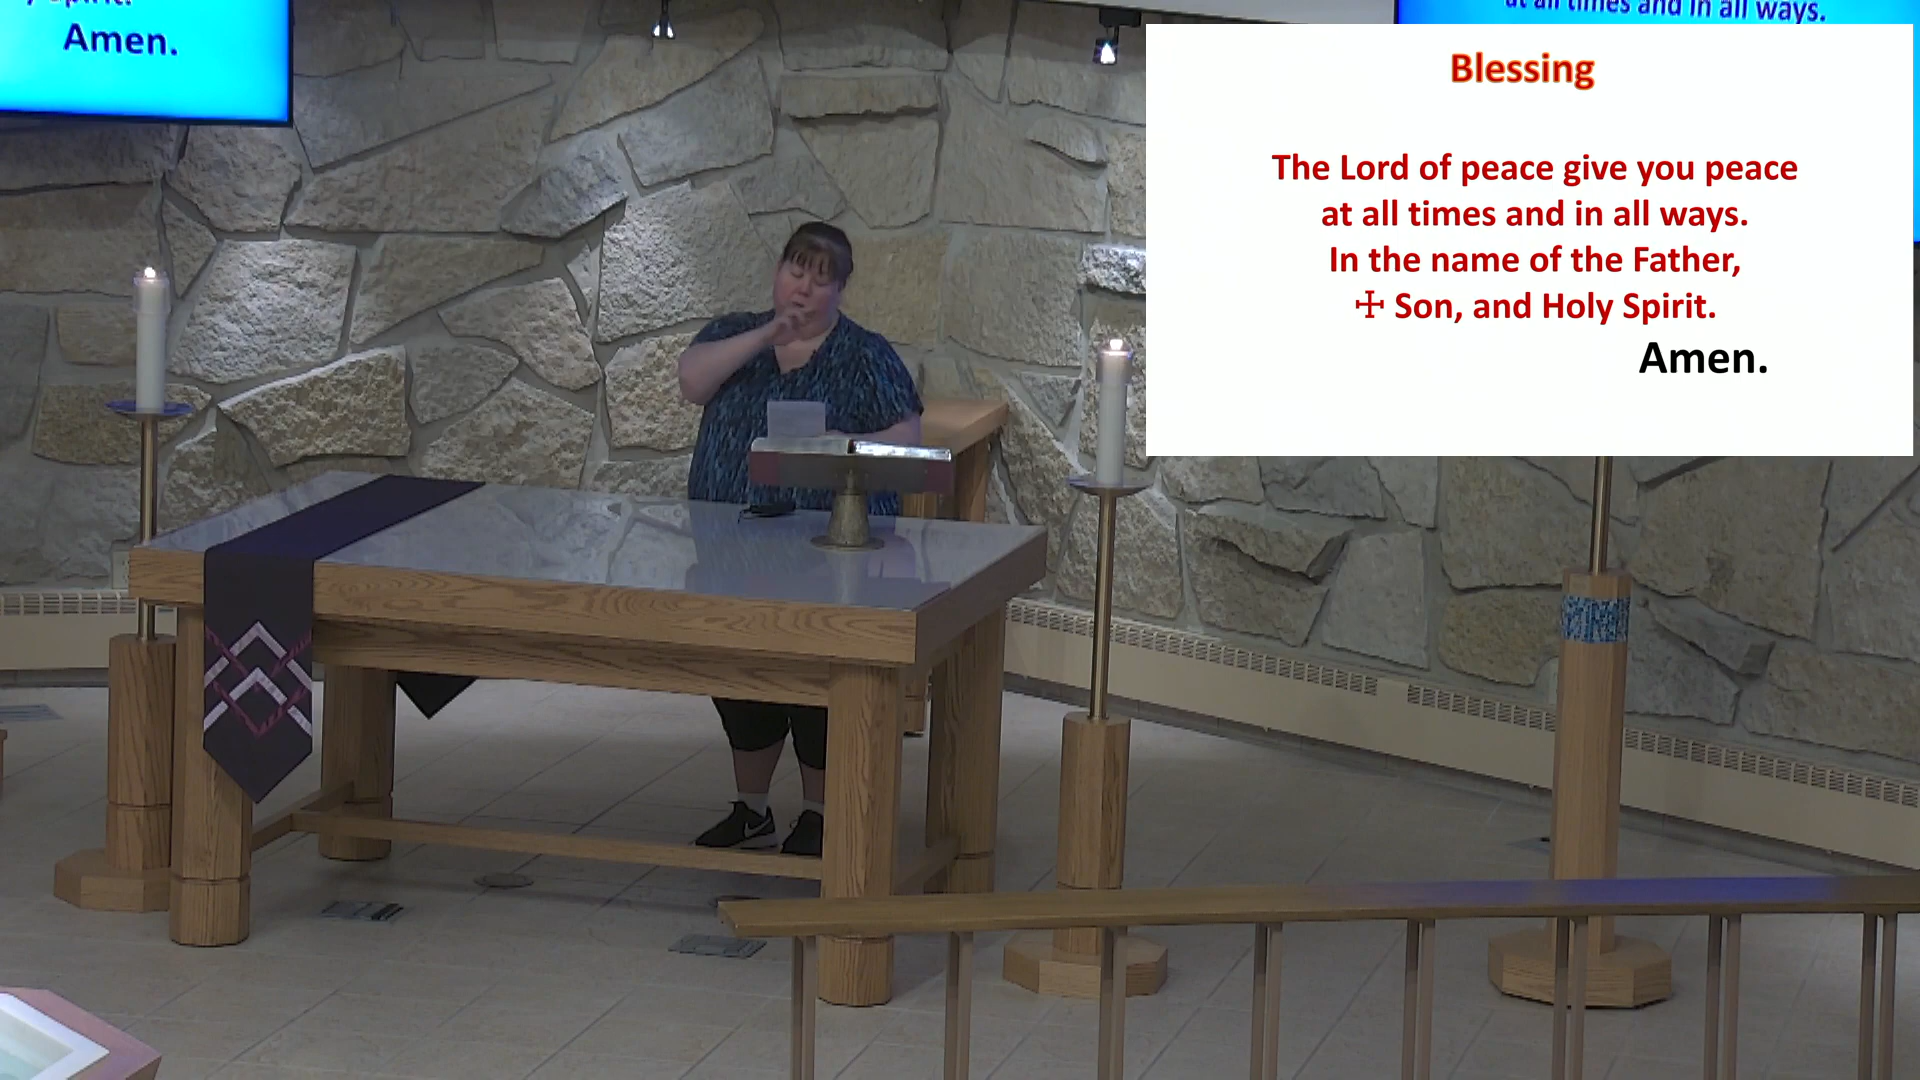 Amen.
at all times and in all ways.
Blessing
The Lord of peace give you peace
at all times and in all ways.
In the name of the Father,
☩ Son, and Holy Spirit.
Amen.